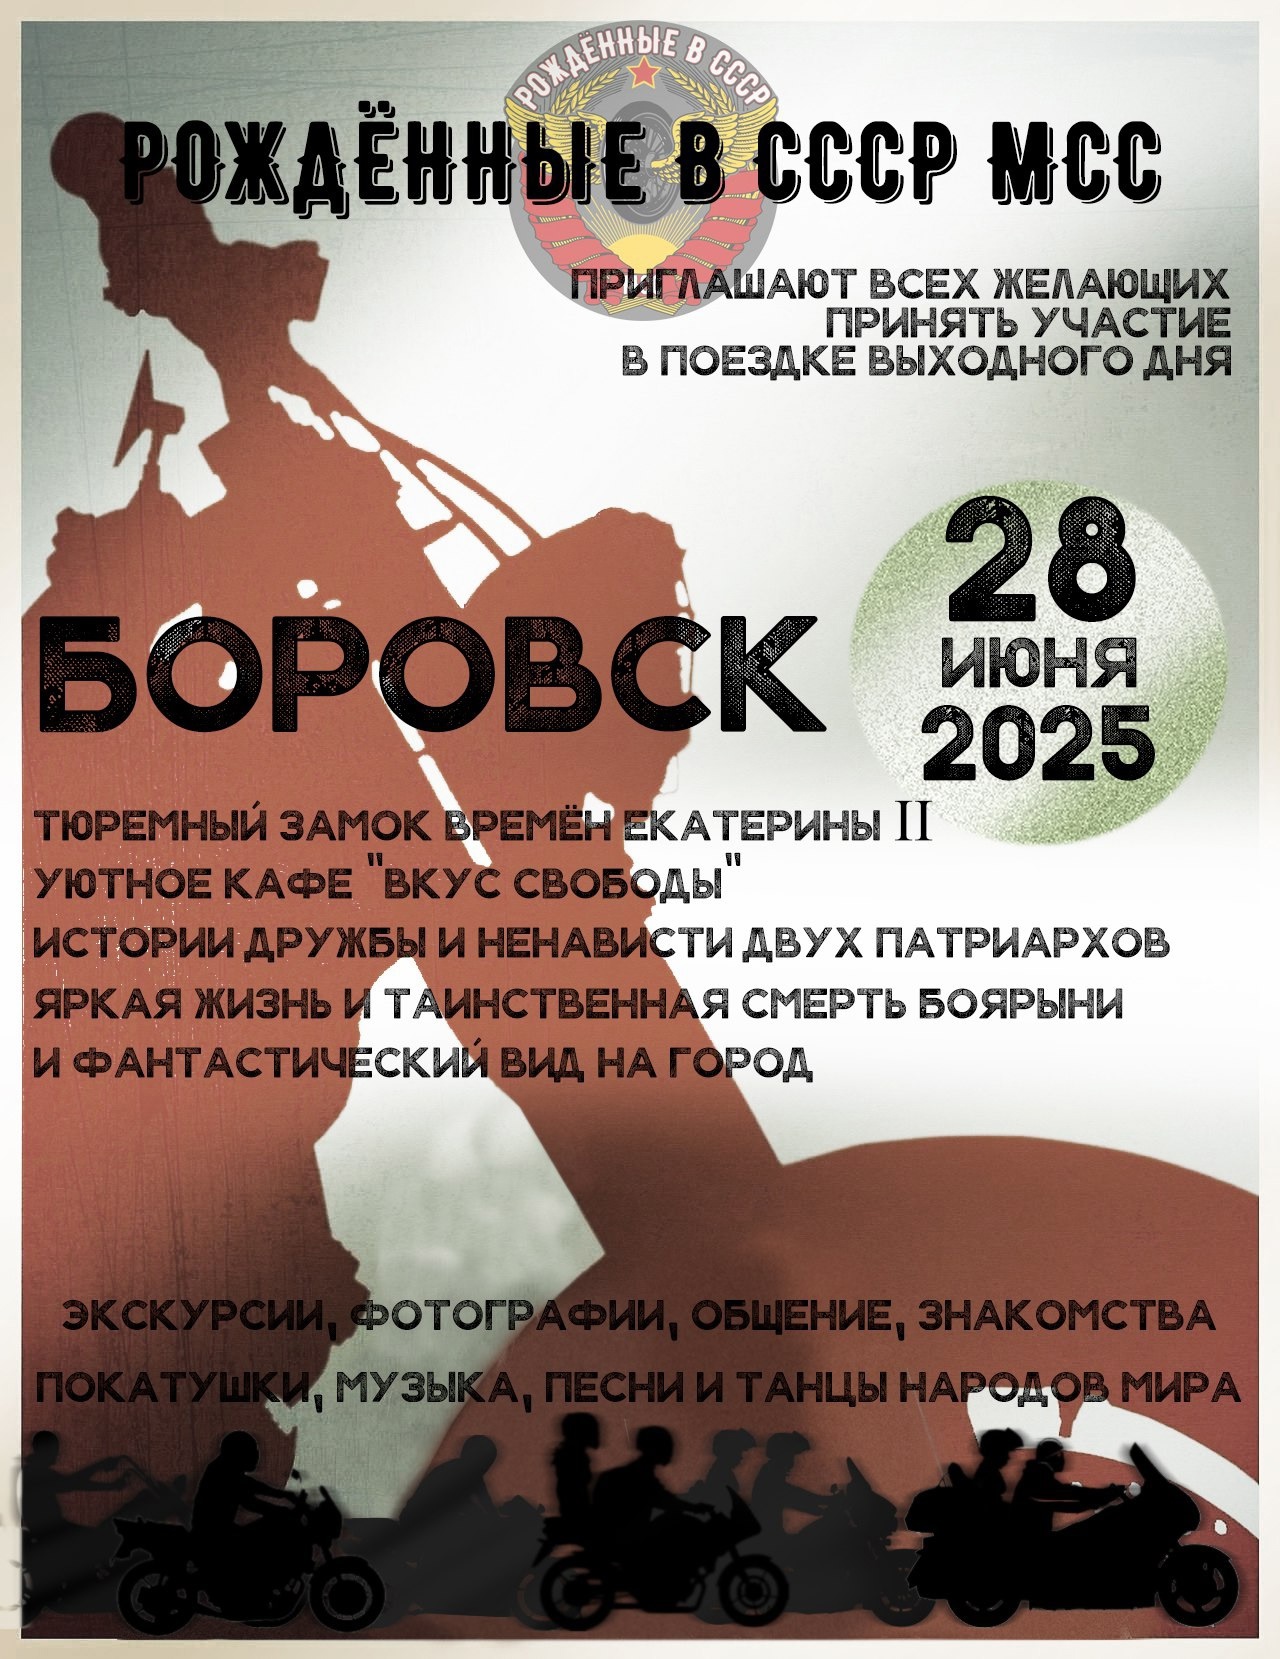 РОЖДЁННЫЕ В СССР
РОЖДЁННЫЕ В СССР МСС
ПРИГЛАШАЮТ ВСЕХ ЖЕЛАЮЩИХ
ПРИНЯТЬ УЧАСТИЕ
В ПОЕЗДКЕ ВЫХОДНОГО ДНЯ
28
ИЮНЯ
2025
БОРОВСК
ТЮРЕМНЫЙ ЗАМОК ВРЕМЁН ЕКАТЕРИНЫ II
УЮТНОЕ КАФЕ "ВКУС СВОБОДЫ"
ИСТОРИИ ДРУЖБЫ И НЕНАВИСТИ ДВУХ ПАТРИАРХОВ
ЯРКАЯ ЖИЗНЬ И ТАИНСТВЕННАЯ СМЕРТЬ БОЯРЫНИ
И ФАНТАСТИЧЕСКИЙ ВИД НА ГОРОД
ЭКСКУРСИИ, ФОТОГРАФИИ, ОБЩЕНИЕ, ЗНАКОМСТВА
ПОКАТУШКИ, МУЗЫКА, ПЕСНИ И ТАНЦЫ НАРОДОВ МИРА